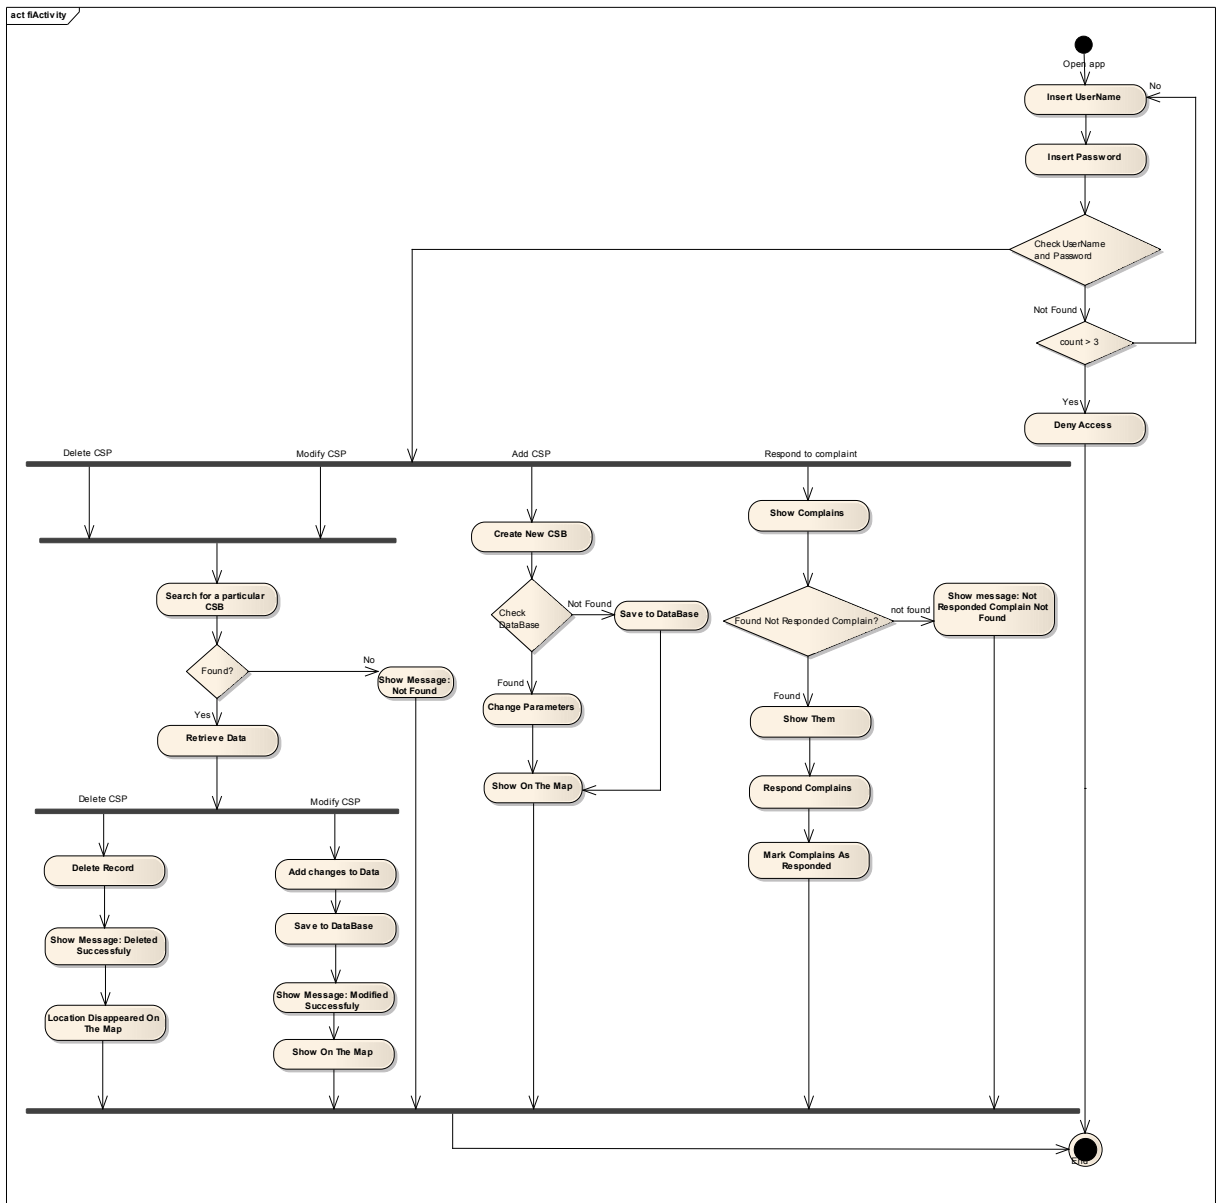 act fiActivity
Open app
Insert UserName
No
Insert Password
Check UserName
and Password
Not Found
count > 3
Yes
Deny Access
Delete CSP
Modify CSP
Add CSP
Respond to complaint
Show Complains
Create New CSB
Search for a particular
CSB
Check
DataBase
Not Found
Save to DataBase
Found Not Responded Complain?
not found
Show message: Not
Responded Complain Not
Found
Found?
No
Show Message:
Not Found
Yes
Retrieve Data
Found
Change Parameters
Found
Show Them
Show On The Map
Respond Complains
Mark Complains As
Responded
Delete CSP
Modify CSP
Delete Record
Add changes to Data
Show Message: Deleted
Successfuly
Save to DataBase
Location Disappeared On
The Map
Show Message: Modified
Successfuly
Show On The Map
End